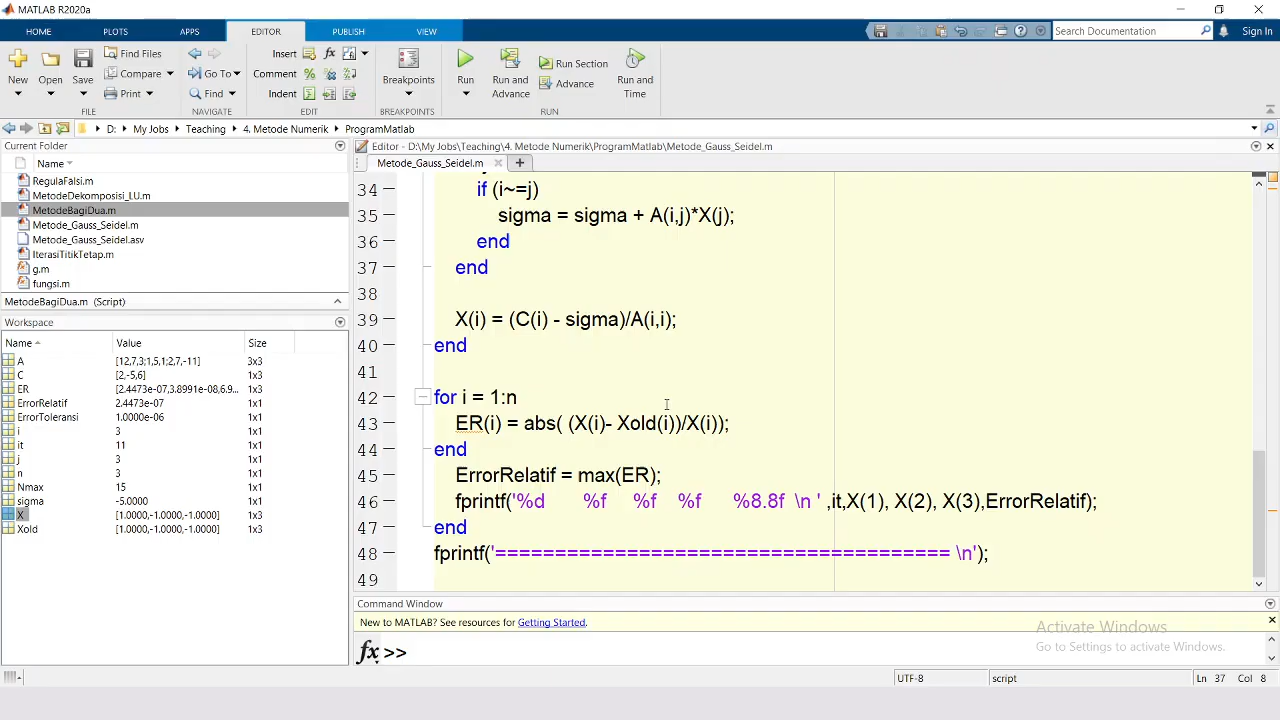 MATLAB R2020a
HOME PLOTS APPS EDITOR PUBLISH VIEW Search Documentation Sign In
New Open Save Find Files Compare Print Go To Find Insert fx Comment % Indent Breakpoints Run Run and Advance Run Section Advance Run and Time
FILE NAVIGATE EDIT BREAKPOINTS RUN
D: My Jobs Teaching 4. Metode Numerik ProgramMatlab
Current Folder
Name
RegulaFalsi.m
MetodeDekomposisi_LU.m
MetodeBagiDua.m
Metode_Gauss_Seidel.m
Metode_Gauss_Seidel.asv
IterasiTitikTetap.m
g.m
fungsi.m
MetodeBagiDua.m (Script)
Workspace
Name Value Size
A [12,7,3;1,5,1;2,7,-11] 3x3
C [2,-5,6] 1x3
ER [2.4473e-07,3.8991e-08,6.9... 1x3
ErrorRelatif 2.4473e-07 1x1
ErrorToleransi 1.0000e-06 1x1
i 3 1x1
it 11 1x1
j 3 1x1
n 3 1x1
Nmax 15 1x1
sigma -5.0000 1x1
X [1.0000,-1.0000,-1.0000] 1x3
Xold [1.0000,-1.0000,-1.0000] 1x3
Editor - D:\My Jobs\Teaching\4. Metode Numerik\ProgramMatlab\Metode_Gauss_Seidel.m
Metode_Gauss_Seidel.m
34 if (i~=j)
35 sigma = sigma + A(i,j)*X(j);
36 end
37 end
38
39 X(i) = (C(i) - sigma)/A(i,i);
40 end
41
42 for i = 1:n
43 ER(i) = abs( (X(i)- Xold(i))/X(i));
44 end
45 ErrorRelatif = max(ER);
46 fprintf('%d %f %f %f %8.8f \n ' ,it,X(1), X(2), X(3),ErrorRelatif);
47 end
48 fprintf('====================================== \n');
49
Command Window
New to MATLAB? See resources for Getting Started.
fx >>
Activate Windows
Go to Settings to activate Windows.
UTF-8 script Ln 37 Col 8